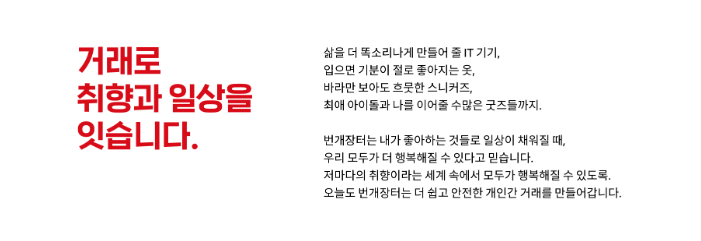 거래로
취향과 일상을
잇습니다.
삶을 더 똑소리나게 만들어 줄 IT 기기,
입으면 기분이 절로 좋아지는 옷,
바라만 보아도 흐뭇한 스니커즈,
최애 아이돌과 나를 이어줄 수많은 굿즈들까지.
번개장터는 내가 좋아하는 것들로 일상이 채워질 때,
우리 모두가 더 행복해질 수 있다고 믿습니다.
저마다의 취향이라는 세계 속에서 모두가 행복해질 수 있도록.
오늘도 번개장터는 더 쉽고 안전한 개인간 거래를 만들어갑니다.